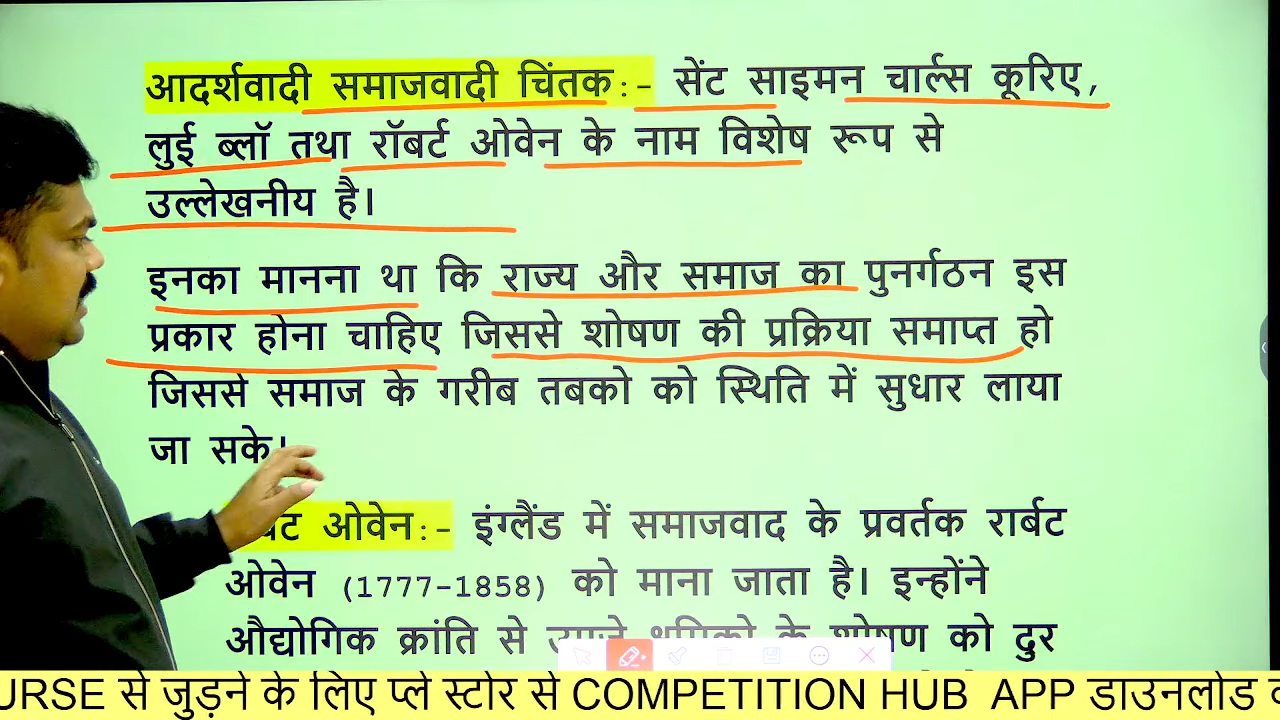 आदर्शवादी समाजवादी चिंतक:- सेंट साइमन चार्ल्स कूरिए,
लुई ब्लॉ तथा रॉबर्ट ओवेन के नाम विशेष रूप से
उल्लेखनीय है।
इनका मानना था कि राज्य और समाज का पुनर्गठन इस
प्रकार होना चाहिए जिससे शोषण की प्रक्रिया समाप्त हो
जिससे समाज के गरीब तबको को स्थिति में सुधार लाया
जा सके।
ओवेन:- इंग्लैंड में समाजवाद के प्रवर्तक रार्बट
ओवेन (1777-1858) को माना जाता है। इन्होंने
औद्योगिक क्रांति से के शोषण को दुर
से जुड़ने के लिए प्ले स्टोर से COMPETITION HUB APP डाउनलोड